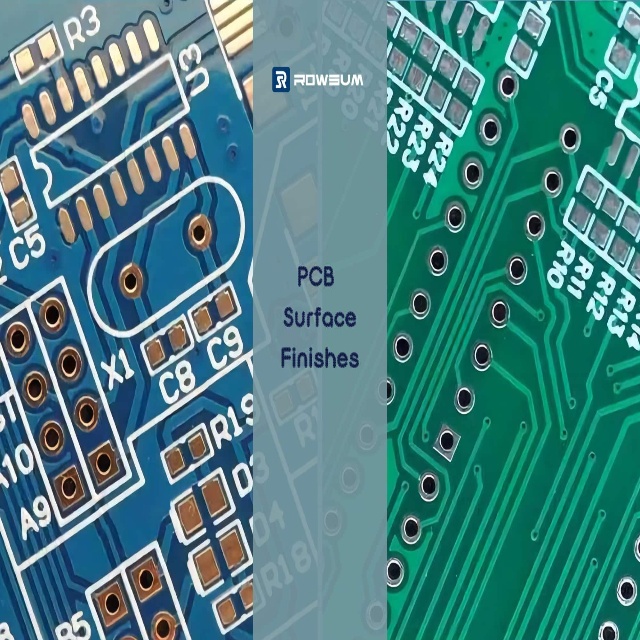 R3
U3
ROWSUM
C5
R22
R23
R24
C5
R10
R11
R12
R13
PCB
Surface
Finishes
X1
C8
C9
R19
A10
A9
D3
D4
R18
R5